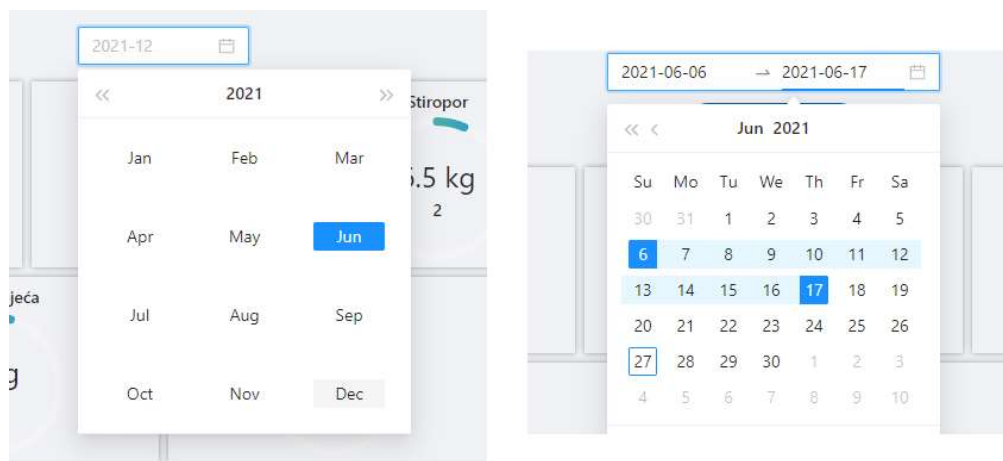 2021-12
« 2021 »
Stiropor
Jan Feb Mar
.5 kg
2
Apr May Jun
jeća
Jul Aug Sep
g
Oct Nov Dec
2021-06-06 → 2021-06-17
« < Jun 2021
Su Mo Tu We Th Fr Sa
30 31 1 2 3 4 5
6 7 8 9 10 11 12
13 14 15 16 17 18 19
20 21 22 23 24 25 26
27 28 29 30 1 2 3
4 5 6 7 8 9 10